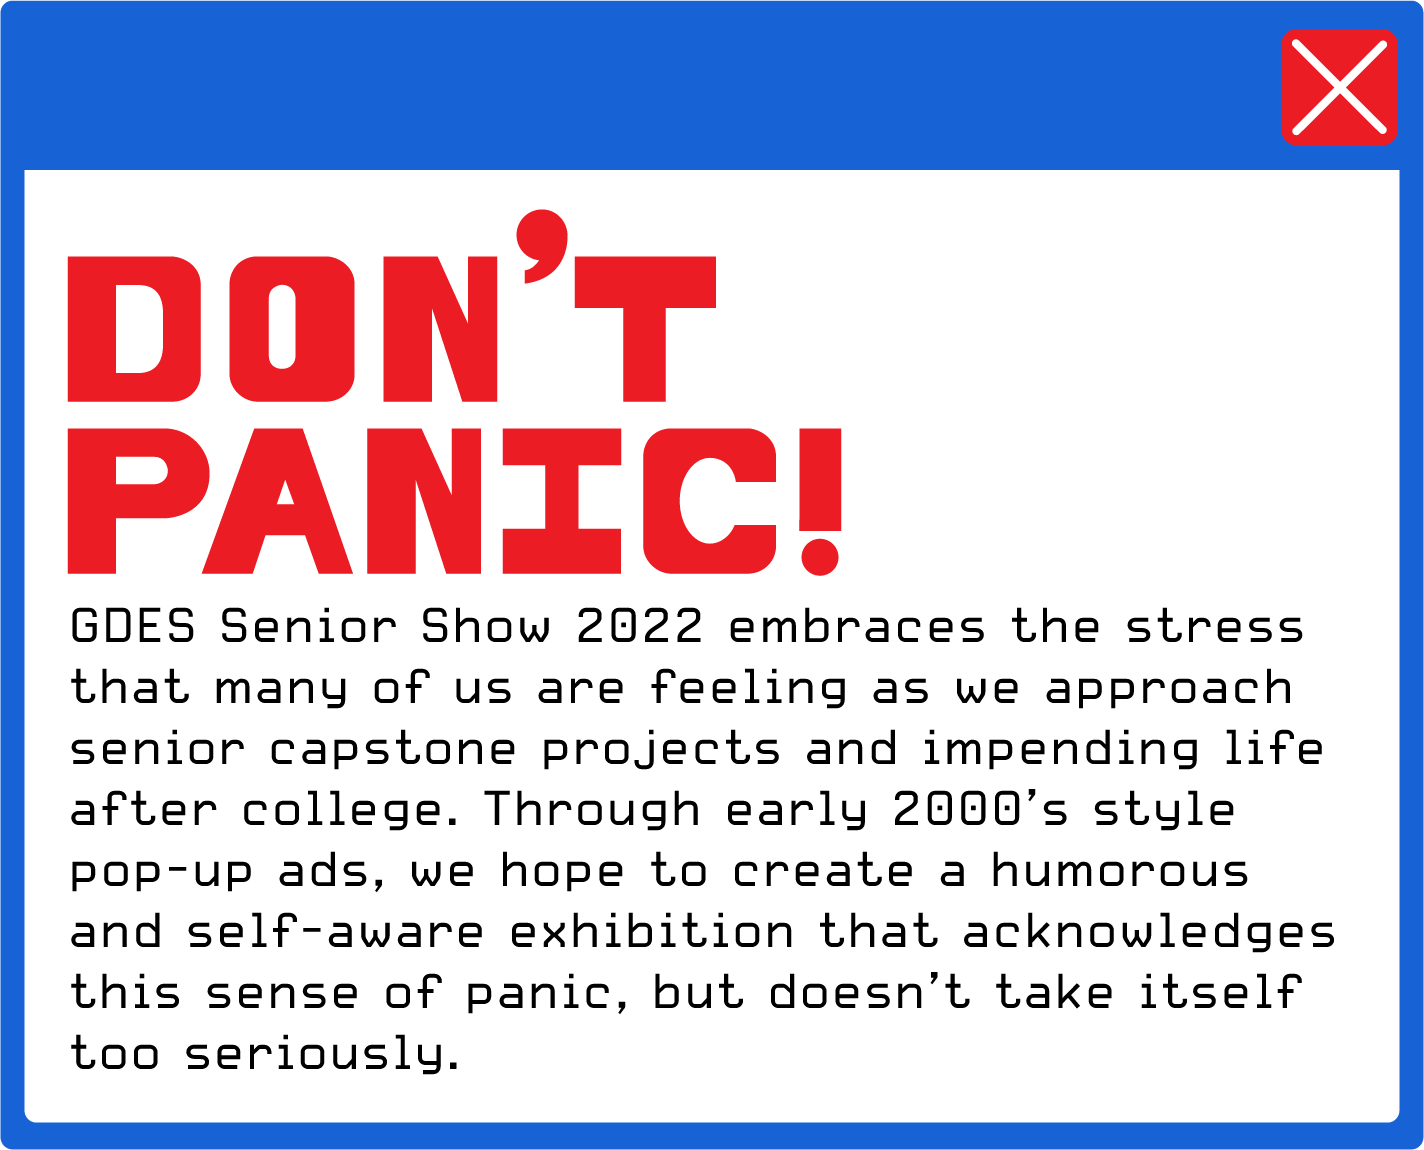 DON’T
PANIC!
GDES Senior Show 2022 embraces the stress
that many of us are feeling as we approach
senior capstone projects and impending life
after college. Through early 2000’s style
pop-up ads, we hope to create a humorous
and self-aware exhibition that acknowledges
this sense of panic, but doesn’t take itself
too seriously.